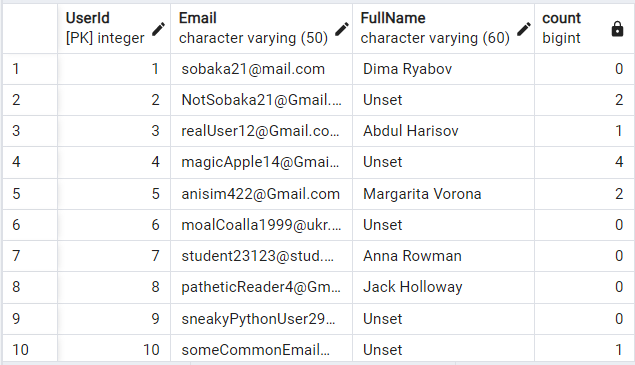 UserId Email FullName count
[PK] integer character varying (50) character varying (60) bigint
1 1 sobaka21@mail.com Dima Ryabov 0
2 2 NotSobaka21@Gmail.… Unset 2
3 3 realUser12@Gmail.co… Abdul Harisov 1
4 4 magicApple14@Gmai… Unset 4
5 5 anisim422@Gmail.com Margarita Vorona 2
6 6 moalCoalla1999@ukr.… Unset 0
7 7 student23123@stud.… Anna Rowman 0
8 8 patheticReader4@Gm… Jack Holloway 0
9 9 sneakyPythonUser29… Unset 0
10 10 someCommonEmail… Unset 1